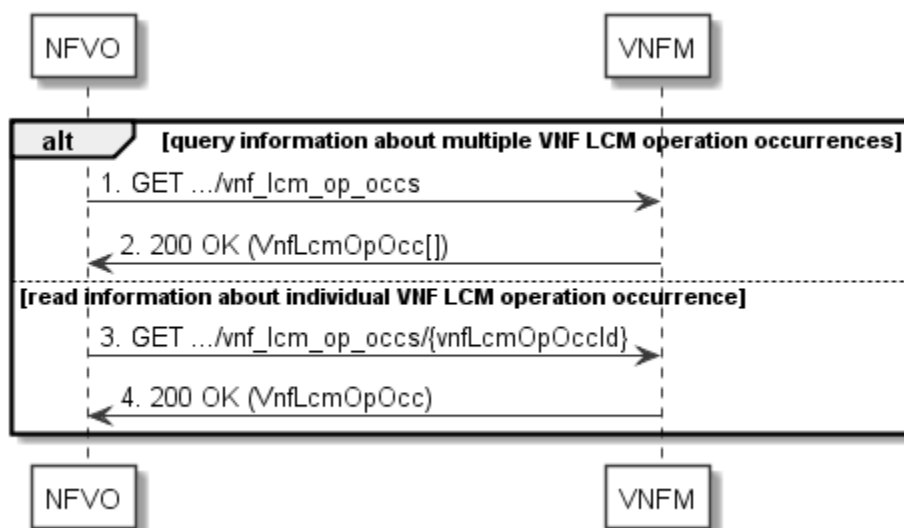 NFVO VNFM
alt [query information about multiple VNF LCM operation occurrences]
1. GET .../vnf_lcm_op_occs
2. 200 OK (VnfLcmOpOcc[])
[read information about individual VNF LCM operation occurrence]
3. GET .../vnf_lcm_op_occs/{vnfLcmOpOccId}
4. 200 OK (VnfLcmOpOcc)
NFVO VNFM